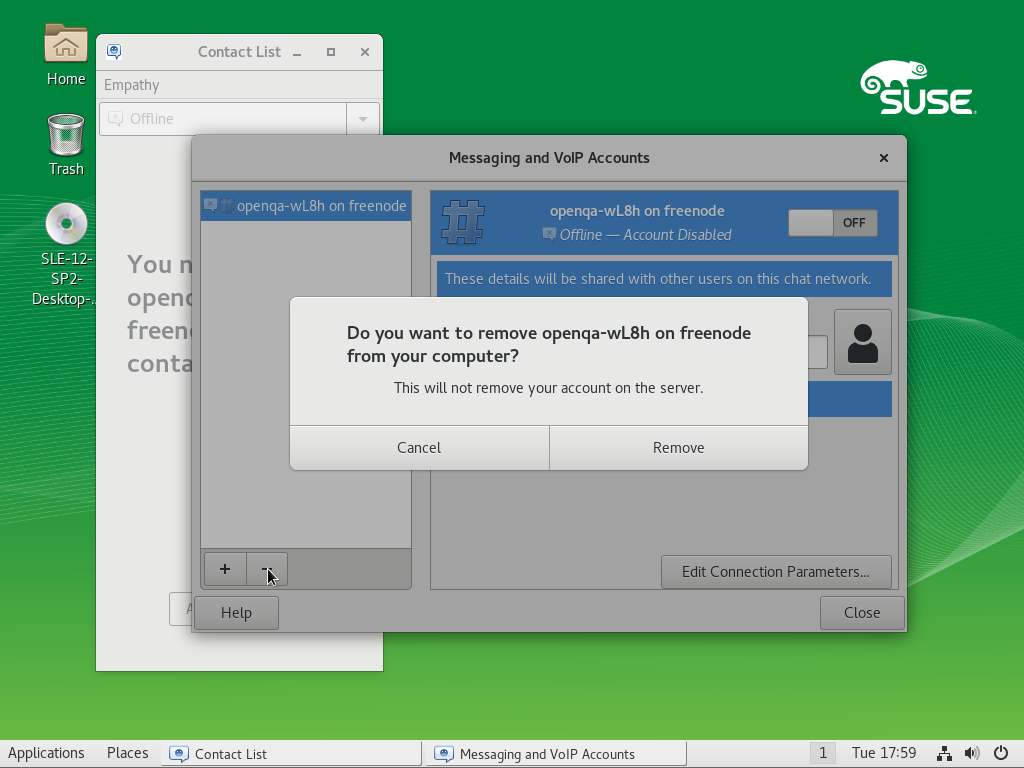 Home
Trash
SLE-12-
SP2-
Desktop-..
SUSE
Contact List
Empathy
Offline
You
openq
freen
conta
Messaging and VoIP Accounts
openqa-wL8h on freenode
openqa-wL8h on freenode
Offline — Account Disabled
OFF
These details will be shared with other users on this chat network.
Do you want to remove openqa-wL8h on freenode
from your computer?
This will not remove your account on the server.
Cancel
Remove
+
-
Edit Connection Parameters...
Help
Close
Applications
Places
Contact List
Messaging and VoIP Accounts
1
Tue 17:59